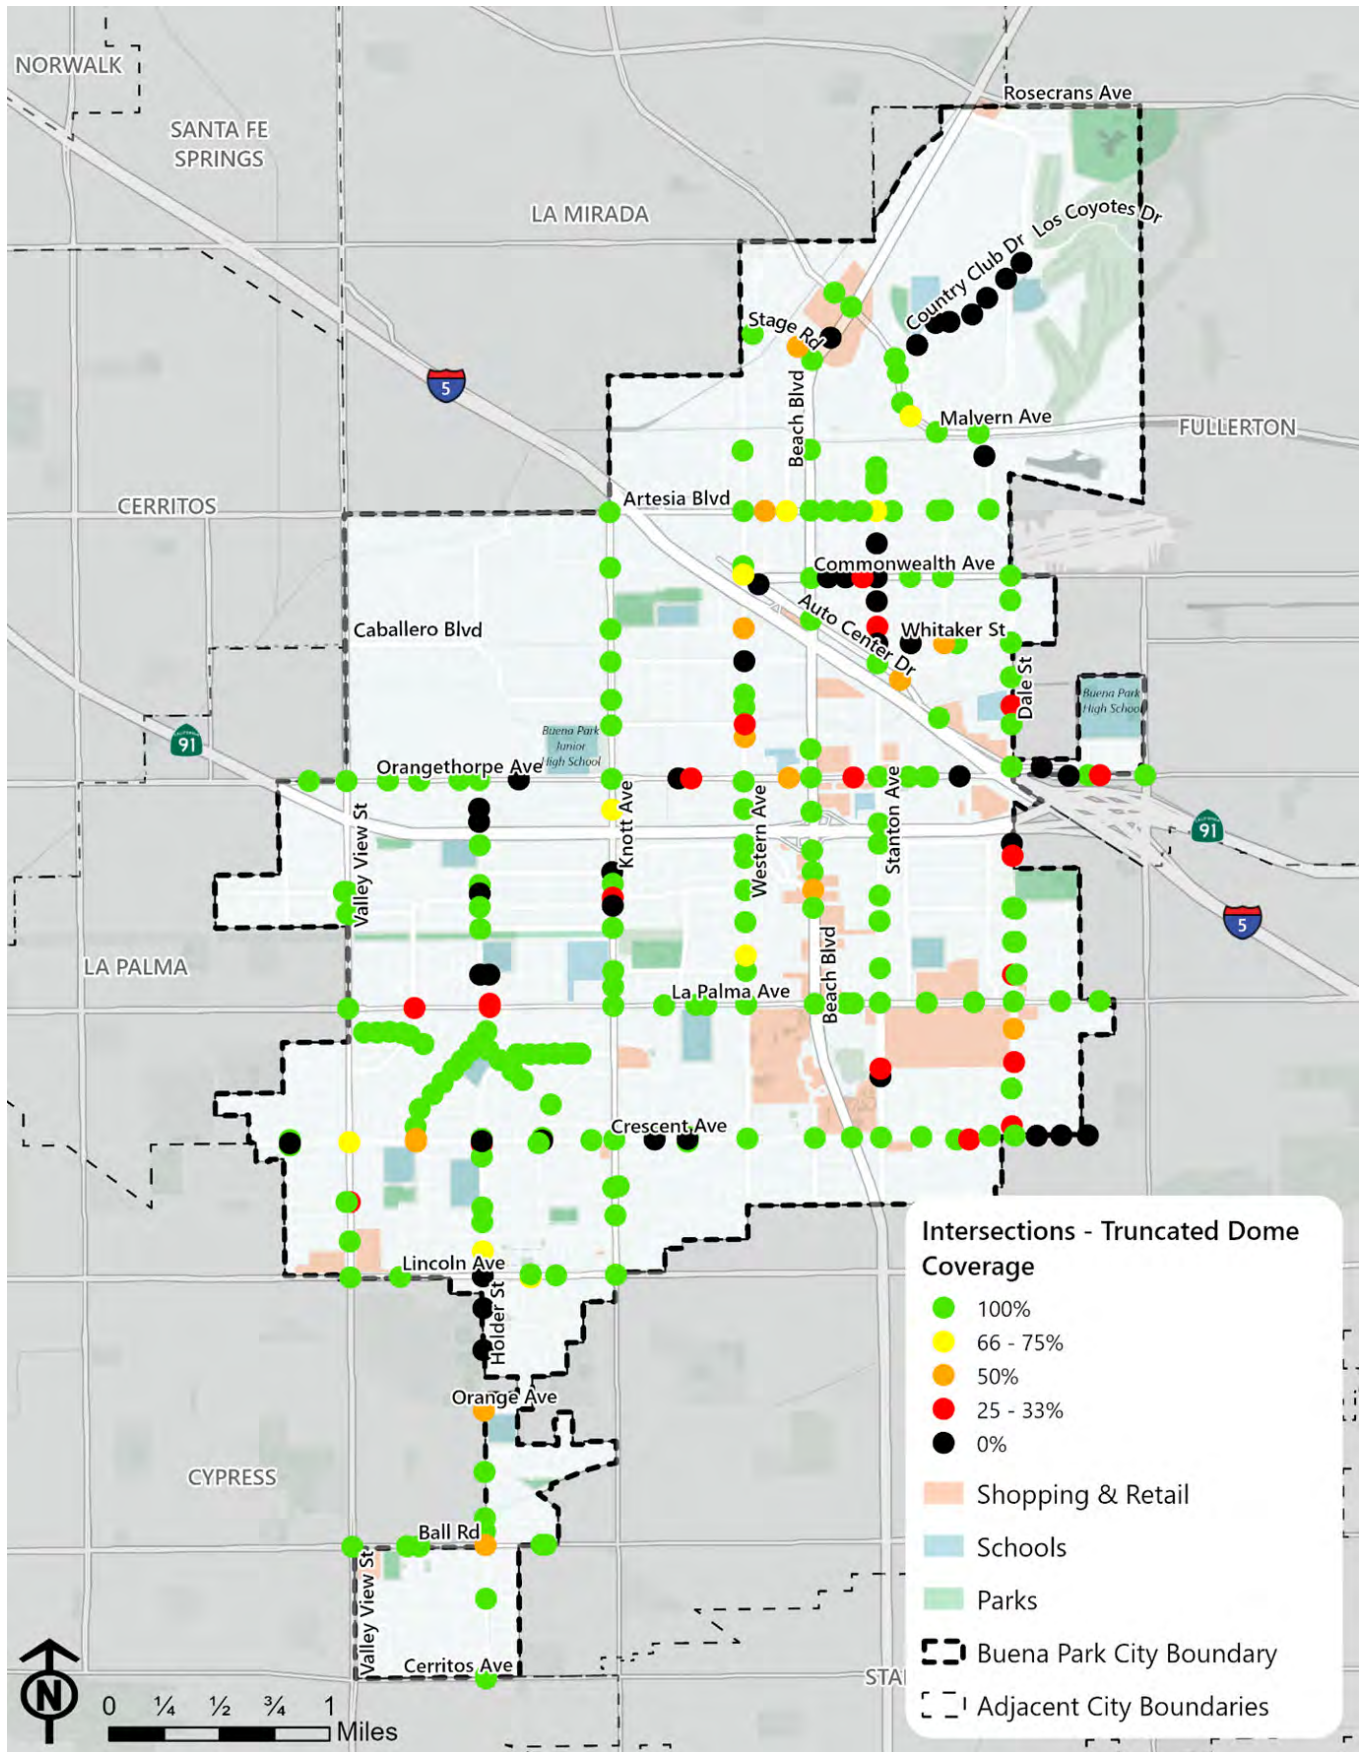 NORWALK
SANTA FE
SPRINGS
Rosecrans Ave
LA MIRADA
Los Coyotes Dr
Country Club Dr
Stage Rd
5
Beach Blvd
Malvern Ave
FULLERTON
CERRITOS
Artesia Blvd
Commonwealth Ave
Auto Center Dr
Caballero Blvd
Whitaker St
Dale St
Buena Park
High School
91
Buena Park
Junior
High School
Orangethorpe Ave
Valley View St
Knott Ave
Western Ave
Stanton Ave
91
5
LA PALMA
Beach Blvd
La Palma Ave
Crescent Ave
Lincoln Ave
Holder St
Orange Ave
CYPRESS
Ball Rd
Valley View St
Cerritos Ave
STA
N
0 ¼ ½ ¾ 1
Miles
Intersections - Truncated Dome
Coverage
100%
66 - 75%
50%
25 - 33%
0%
Shopping & Retail
Schools
Parks
Buena Park City Boundary
Adjacent City Boundaries